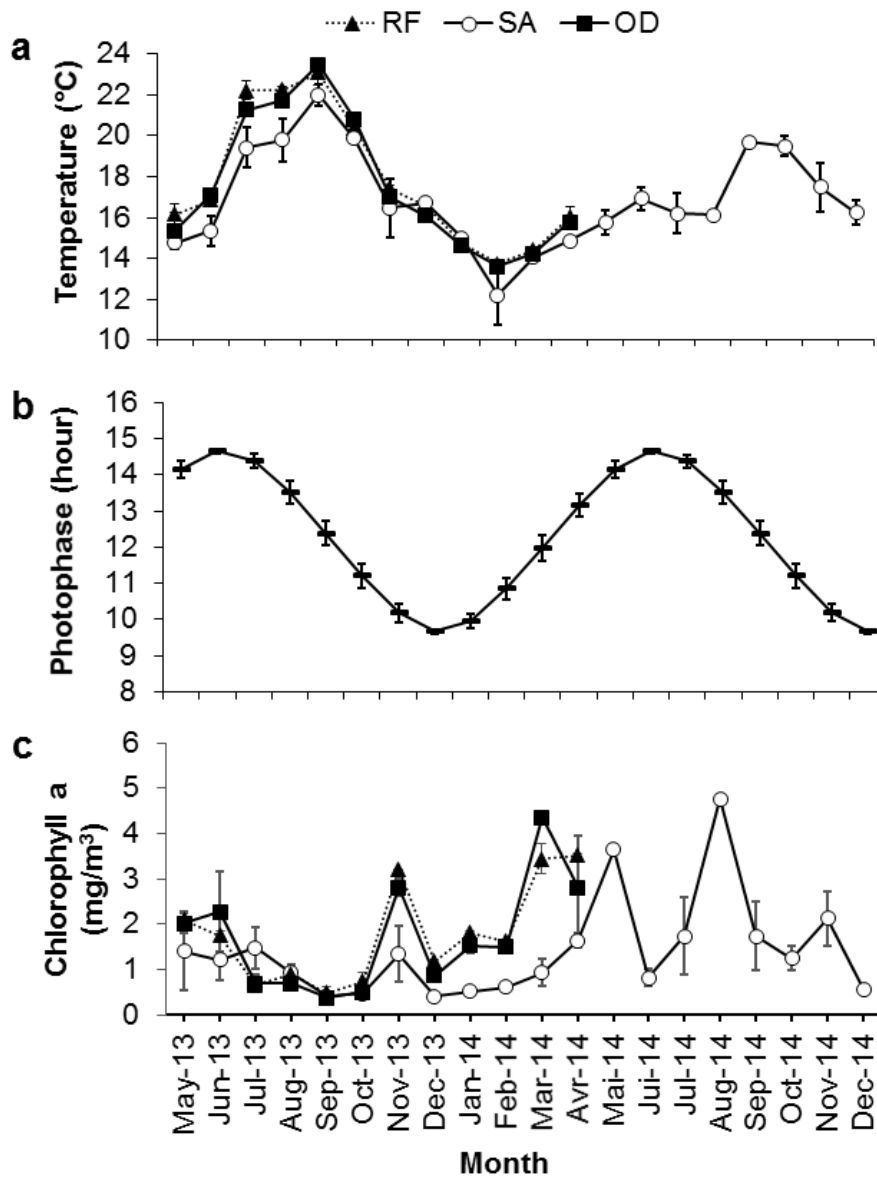 RF SA OD
a
Temperature (°C)
24
22
20
18
16
14
12
10
b
Photophase (hour)
16
15
14
13
12
11
10
9
8
c
Chlorophyll a
(mg/m³)
6
5
4
3
2
1
0
May-13
Jun-13
Jul-13
Aug-13
Sep-13
Oct-13
Nov-13
Dec-13
Jan-14
Feb-14
Mar-14
Avr-14
Mai-14
Jui-14
Jul-14
Aug-14
Sep-14
Oct-14
Nov-14
Dec-14
Month